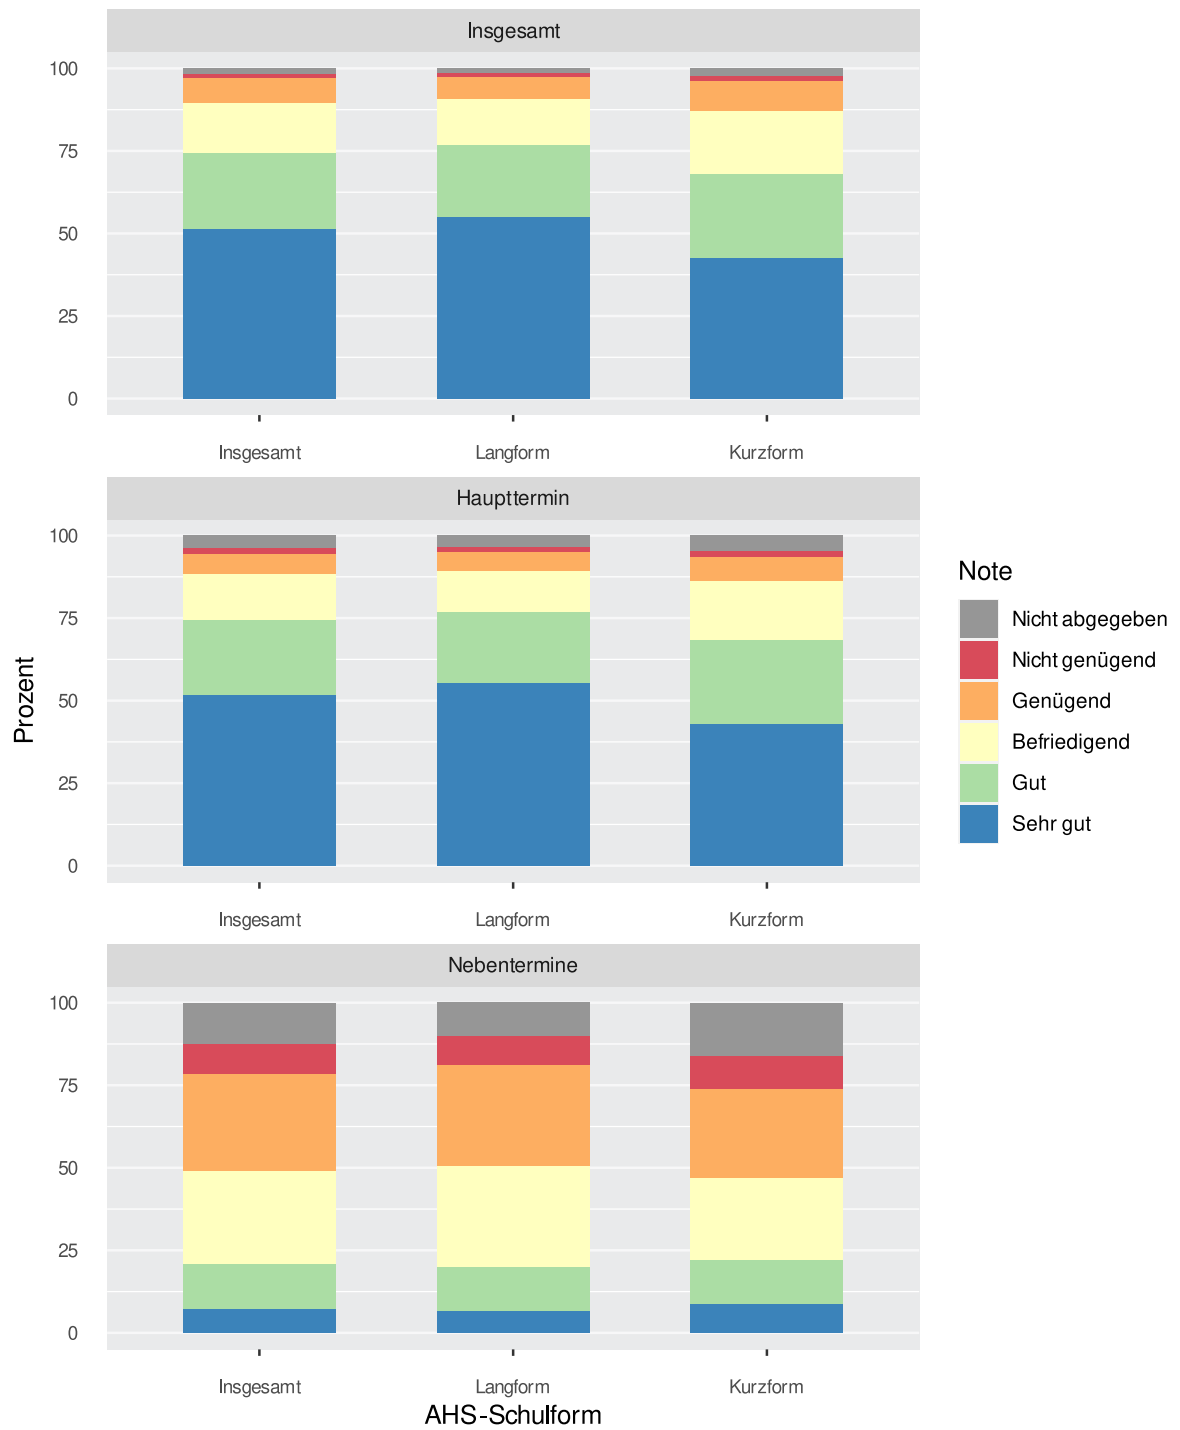 Insgesamt
100
75
50
25
0
Insgesamt Langform Kurzform
Haupttermin
100
75
50
25
0
Insgesamt Langform Kurzform
Nebentermine
100
75
50
25
0
Insgesamt Langform Kurzform
AHS-Schulform
Prozent
Note
Nicht abgegeben
Nicht genügend
Genügend
Befriedigend
Gut
Sehr gut